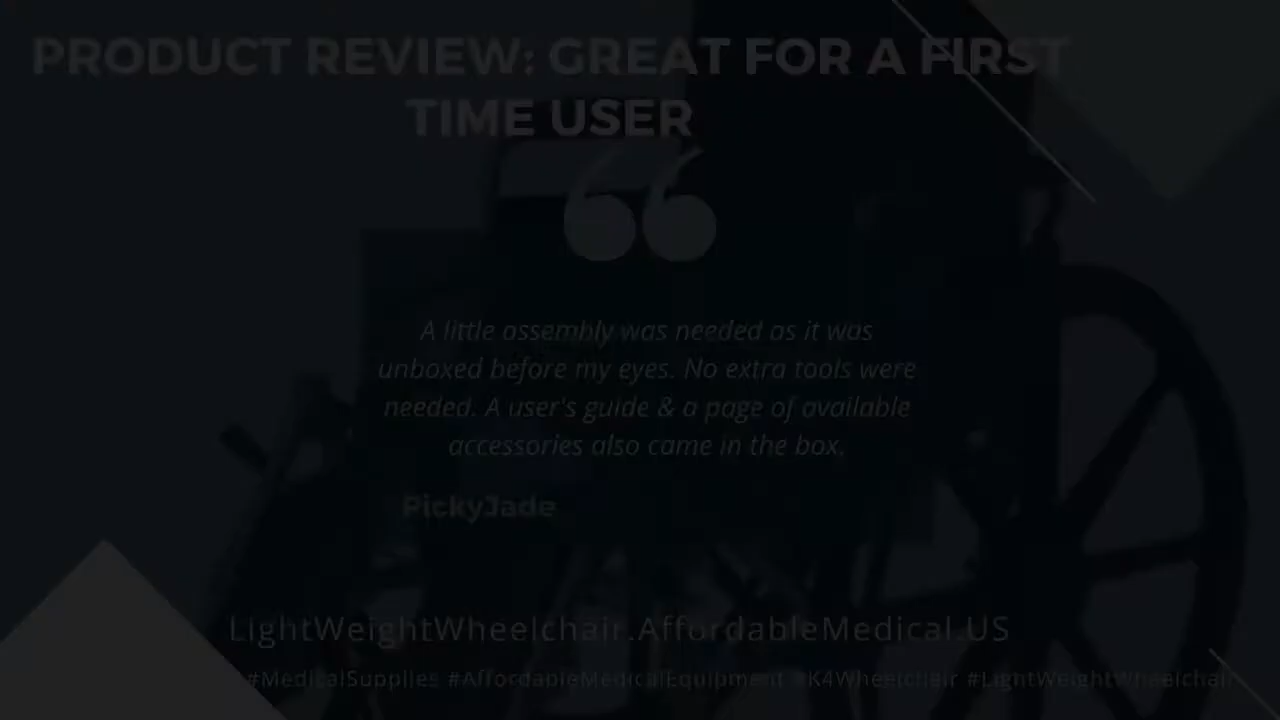 PRODUCT REVIEW: GREAT FOR A FIRST
TIME USER
“
A little assembly was needed as it was
unboxed before my eyes. No extra tools were
needed. A user's guide & a page of available
accessories also came in the box.
PickyJade
LightWeightWheelchair.AffordableMedical.US
#MedicalSupplies #AffordableMedicalEquipment #K4Wheelchair #LightWeightWheelchair